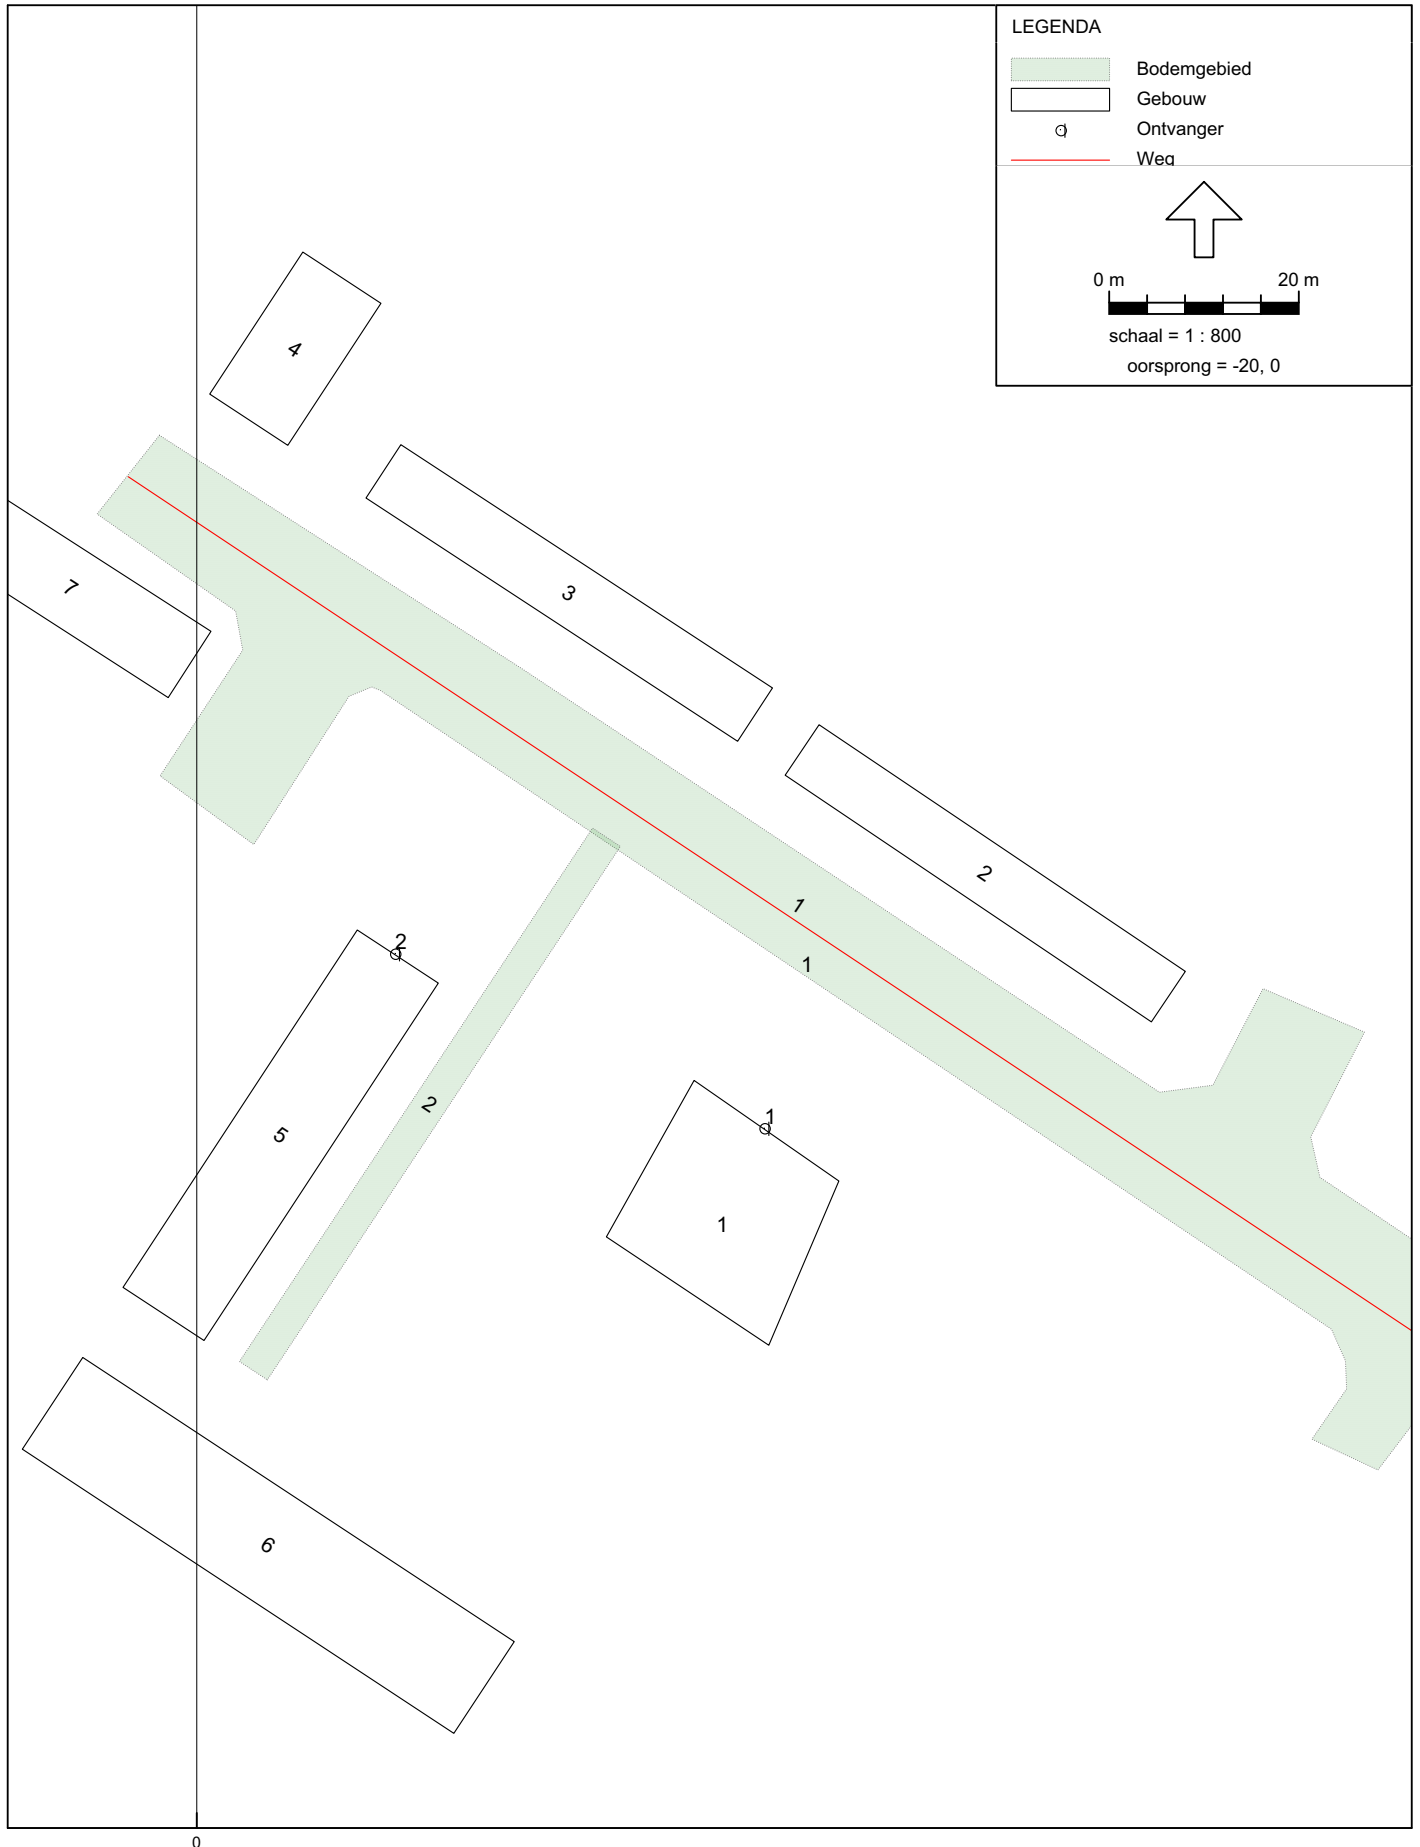 LEGENDA
Bodemgebied
Gebouw
Ontvanger
Weg
0 m 20 m
schaal = 1 : 800
oorsprong = -20, 0
4
7
3
2
1
1
2
2
1
5
1
6
0